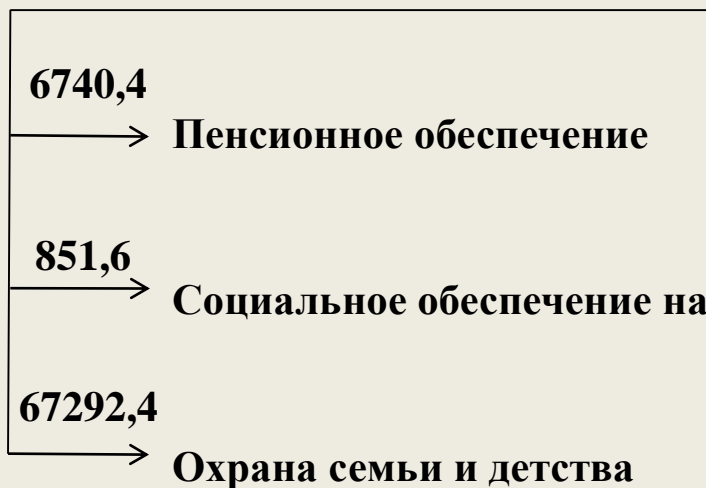 6740,4
Пенсионное обеспечение
851,6
Социальное обеспечение на
67292,4
Охрана семьи и детства